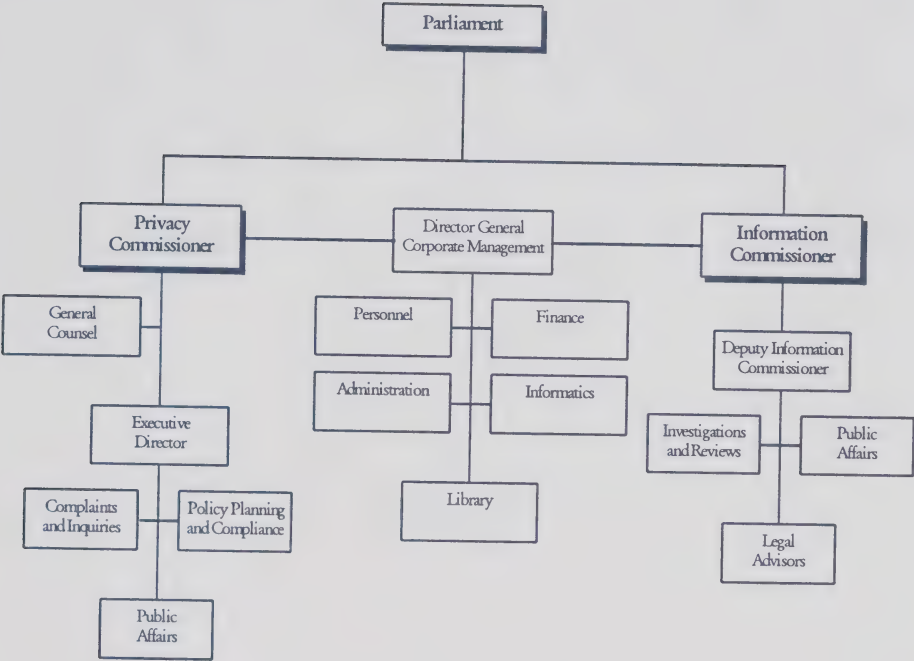 Parliament
Privacy
Commissioner
Director General
Corporate Management
Information
Commissioner
General
Counsel
Personnel
Finance
Deputy Information
Commissioner
Administration
Informatics
Executive
Director
Investigations
and Reviews
Public
Affairs
Complaints
and Inquiries
Policy Planning
and Compliance
Library
Legal
Advisors
Public
Affairs